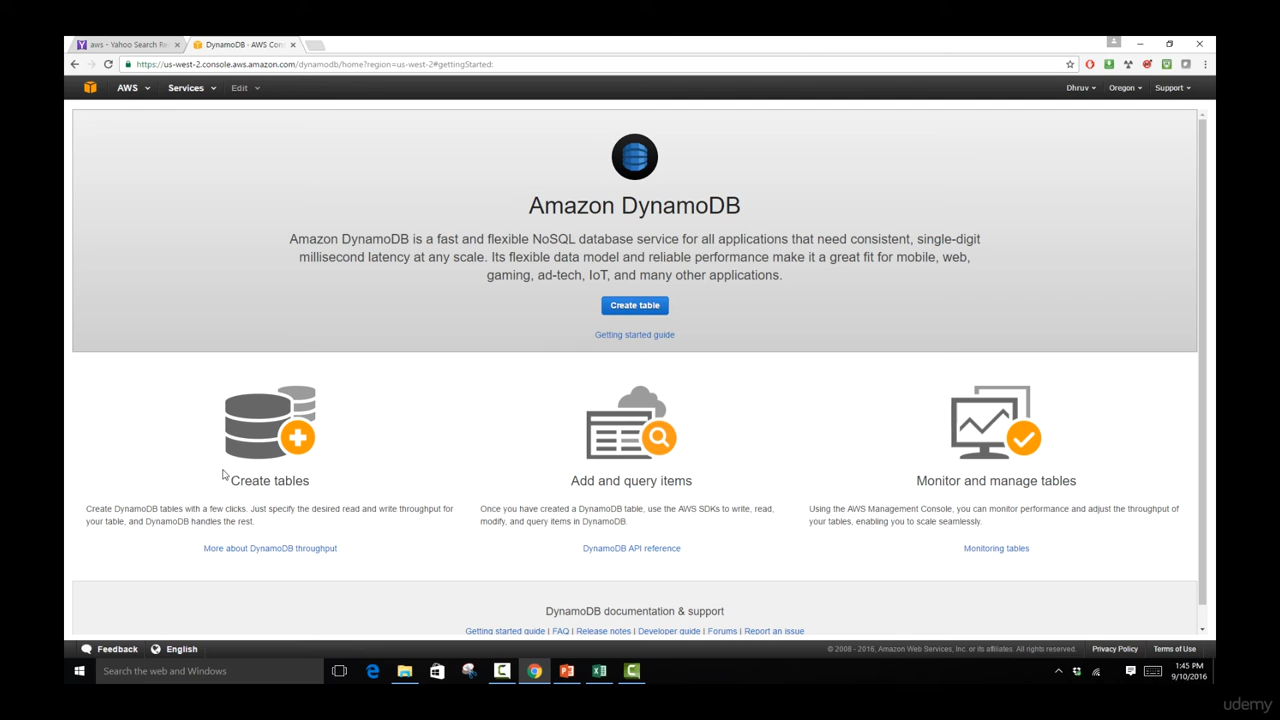 aws - Yahoo Search Re
DynamoDB - AWS Con
https://us-west-2.console.aws.amazon.com/dynamodb/home?region=us-west-2#gettingStarted:
AWS Services Edit Dhruv Oregon Support
Amazon DynamoDB
Amazon DynamoDB is a fast and flexible NoSQL database service for all applications that need consistent, single-digit
millisecond latency at any scale. Its flexible data model and reliable performance make it a great fit for mobile, web,
gaming, ad-tech, IoT, and many other applications.
Create table
Getting started guide
Create tables
Create DynamoDB tables with a few clicks. Just specify the desired read and write throughput
for your table, and DynamoDB handles the rest.
More about DynamoDB throughput
Add and query items
Once you have created a DynamoDB table, use the AWS SDKs to write, read,
modify, and query items in DynamoDB.
DynamoDB API reference
Monitor and manage tables
Using the AWS Management Console, you can monitor performance and adjust the throughput of
your tables, enabling you to scale seamlessly.
Monitoring tables
DynamoDB documentation & support
Getting started guide | FAQ | Release notes | Developer guide | Forums | Report an issue
Feedback English © 2008 - 2016, Amazon Web Services, Inc. or its affiliates. All rights reserved. Privacy Policy Terms of Use
Search the web and Windows
1:45 PM
9/10/2016
udemy